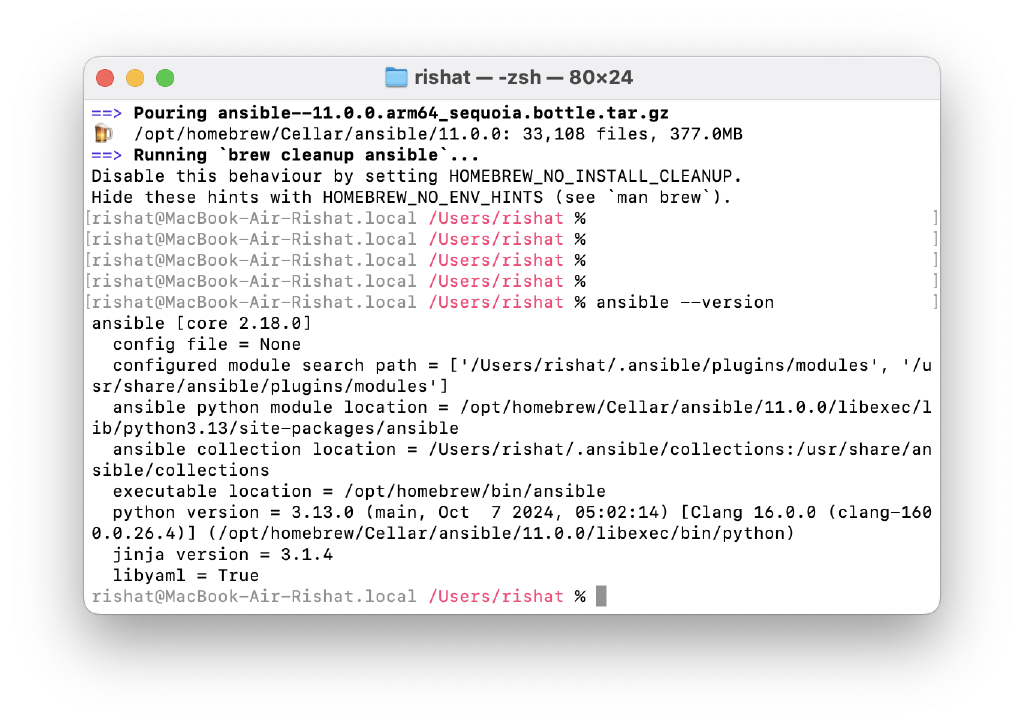 rishat — -zsh — 80×24
==> Pouring ansible--11.0.0.arm64_sequoia.bottle.tar.gz
🍺  /opt/homebrew/Cellar/ansible/11.0.0: 33,108 files, 377.0MB
==> Running `brew cleanup ansible`...
Disable this behaviour by setting HOMEBREW_NO_INSTALL_CLEANUP.
Hide these hints with HOMEBREW_NO_ENV_HINTS (see `man brew`).
[rishat@MacBook-Air-Rishat.local /Users/rishat % ]
[rishat@MacBook-Air-Rishat.local /Users/rishat % ]
[rishat@MacBook-Air-Rishat.local /Users/rishat % ]
[rishat@MacBook-Air-Rishat.local /Users/rishat % ]
[rishat@MacBook-Air-Rishat.local /Users/rishat % ansible --version ]
ansible [core 2.18.0]
  config file = None
  configured module search path = ['/Users/rishat/.ansible/plugins/modules', '/u
sr/share/ansible/plugins/modules']
  ansible python module location = /opt/homebrew/Cellar/ansible/11.0.0/libexec/l
ib/python3.13/site-packages/ansible
  ansible collection location = /Users/rishat/.ansible/collections:/usr/share/an
sible/collections
  executable location = /opt/homebrew/bin/ansible
  python version = 3.13.0 (main, Oct  7 2024, 05:02:14) [Clang 16.0.0 (clang-160
0.0.26.4)] (/opt/homebrew/Cellar/ansible/11.0.0/libexec/bin/python)
  jinja version = 3.1.4
  libyaml = True
rishat@MacBook-Air-Rishat.local /Users/rishat %